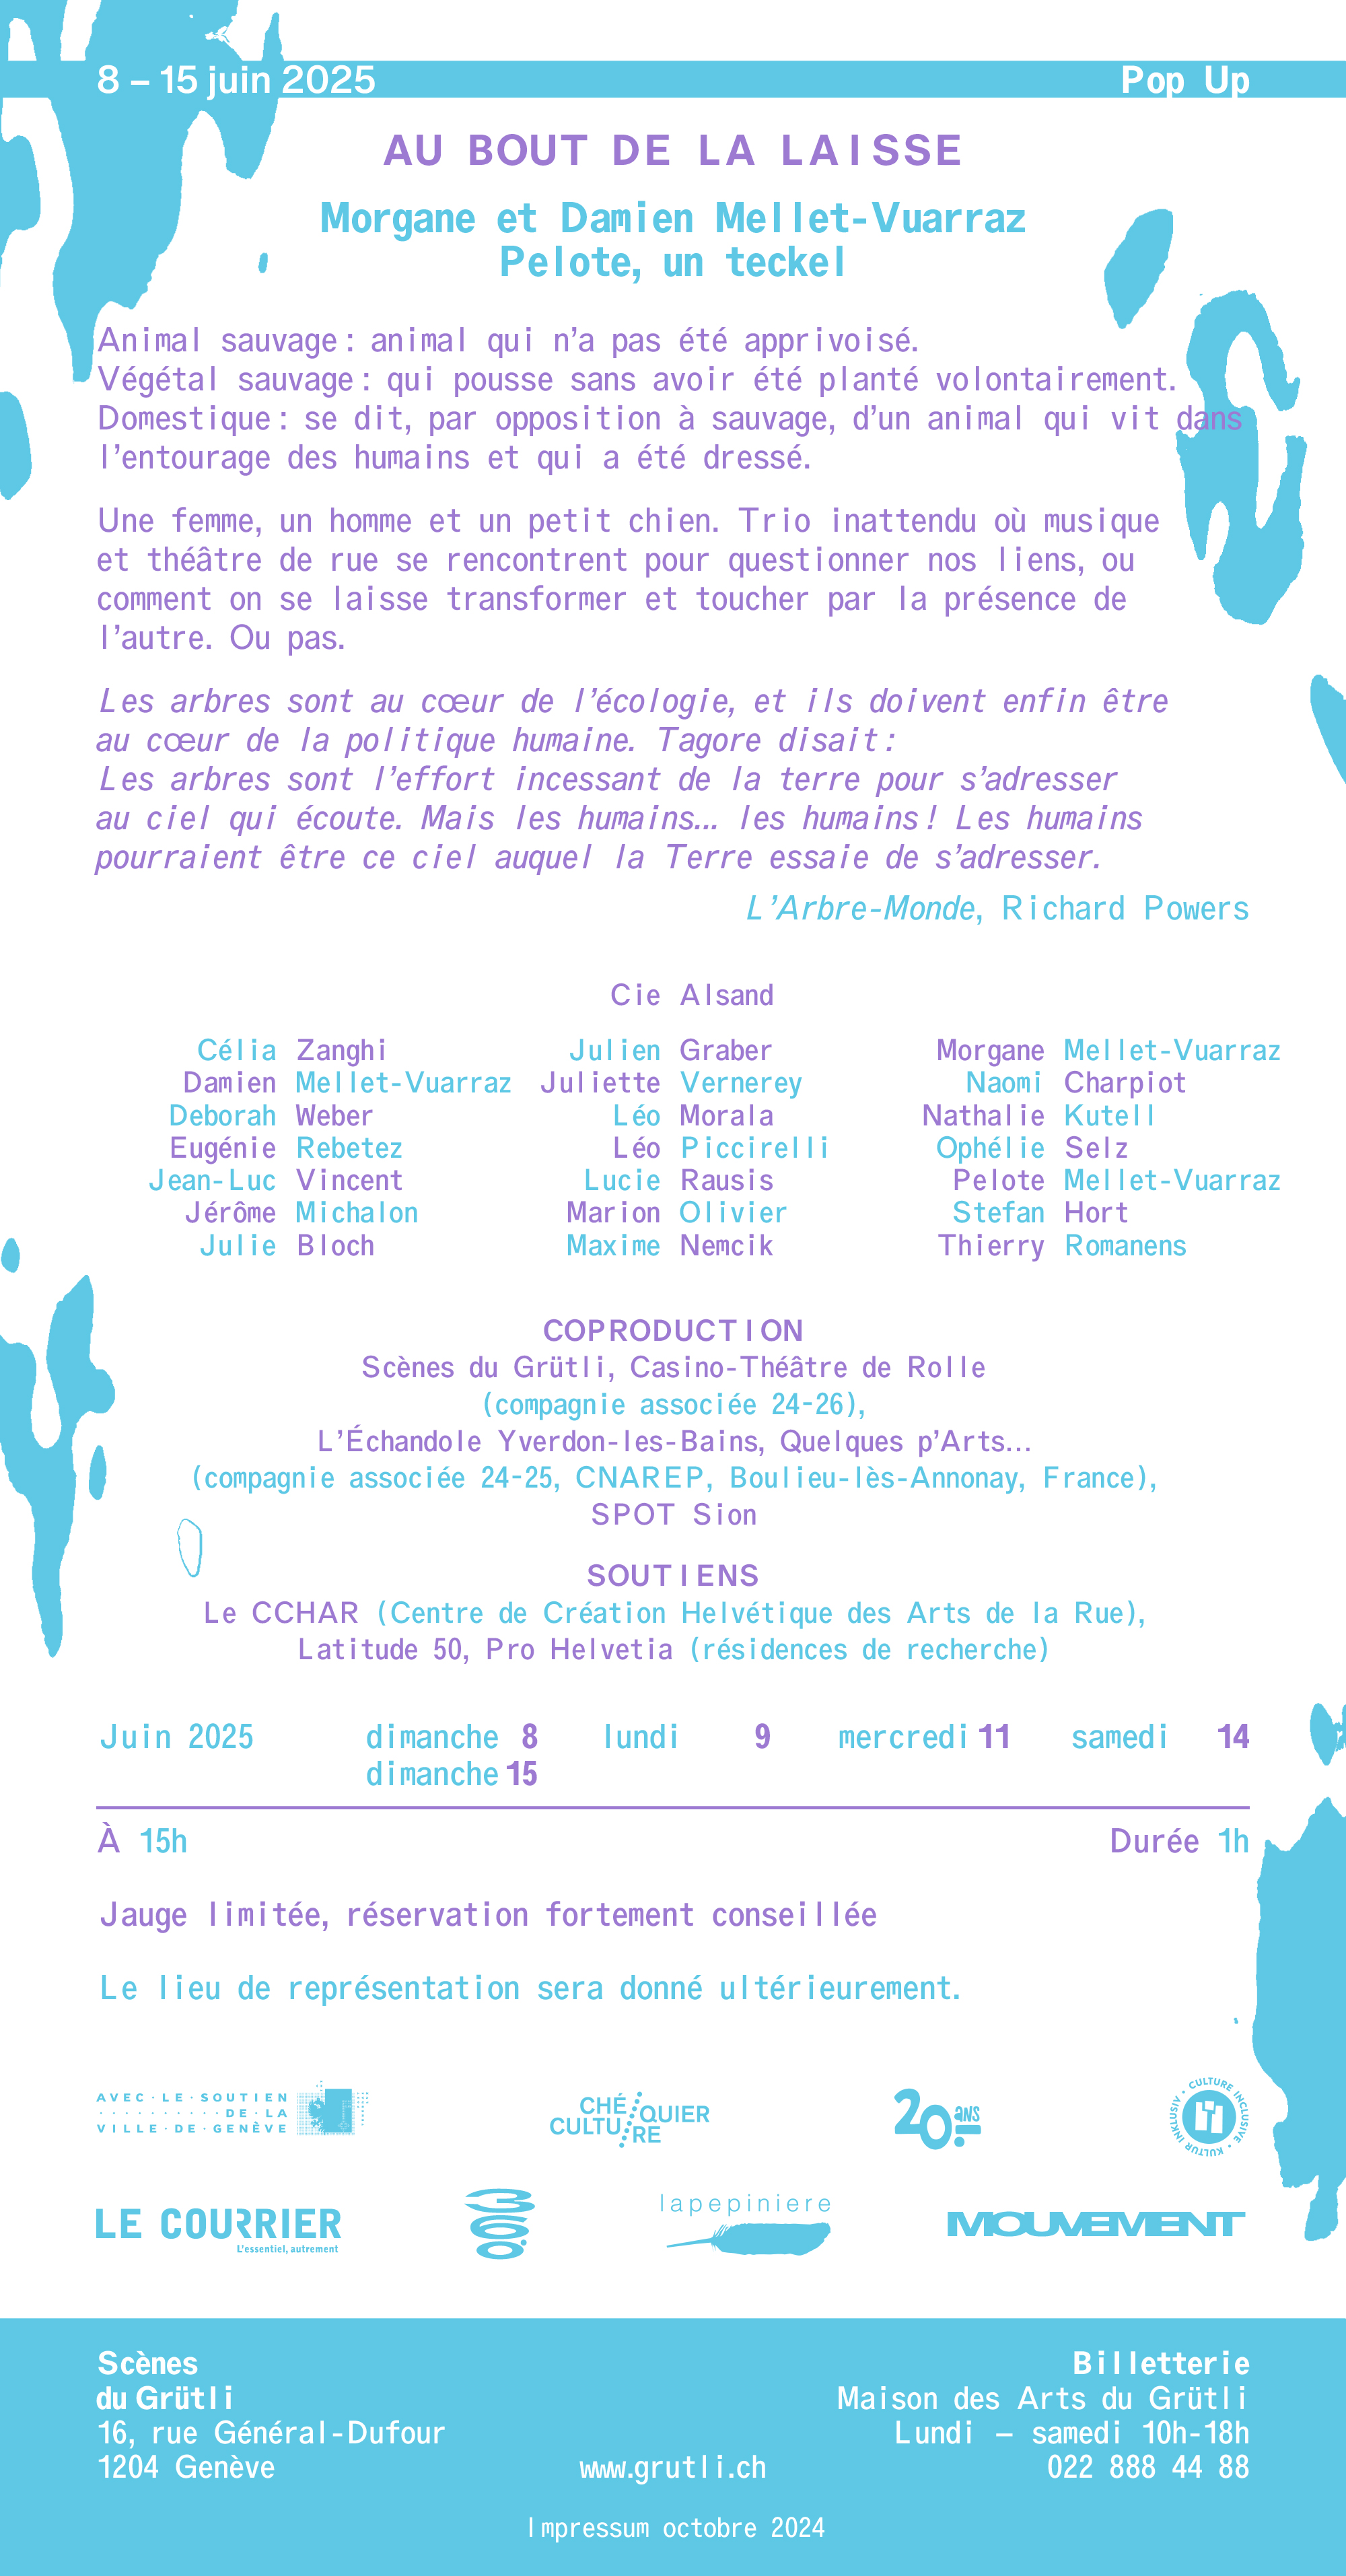 8 – 15 juin 2025
Pop Up
AU BOUT DE LA LAISSE
Morgane et Damien Mellet-Vuarraz
Pelote, un teckel
Animal sauvage : animal qui n’a pas été apprivoisé.
Végétal sauvage : qui pousse sans avoir été planté volontairement.
Domestique : se dit, par opposition à sauvage, d’un animal qui vit dans
l’entourage des humains et qui a été dressé.
Une femme, un homme et un petit chien. Trio inattendu où musique
et théâtre de rue se rencontrent pour questionner nos liens, ou
comment on se laisse transformer et toucher par la présence de
l’autre. Ou pas.
Les arbres sont au cœur de l’écologie, et ils doivent enfin être
au cœur de la politique humaine. Tagore disait :
Les arbres sont l’effort incessant de la terre pour s’adresser
au ciel qui écoute. Mais les humains… les humains ! Les humains
pourraient être ce ciel auquel la Terre essaie de s’adresser.
L’Arbre-Monde, Richard Powers
Cie Alsand
Célia Zanghi
Damien Mellet-Vuarraz
Deborah Weber
Eugénie Rebetez
Jean-Luc Vincent
Jérôme Michalon
Julie Bloch
Julien Graber
Juliette Vernerey
Léo Morala
Léo Piccirelli
Lucie Rausis
Marion Olivier
Maxime Nemcik
Morgane Mellet-Vuarraz
Naomi Charpiot
Nathalie Kutell
Ophélie Selz
Pelote Mellet-Vuarraz
Stefan Hort
Thierry Romanens
COPRODUCTION
Scènes du Grütli, Casino-Théâtre de Rolle
(compagnie associée 24-26),
L’Échandole Yverdon-les-Bains, Quelques p’Arts…
(compagnie associée 24-25, CNAREP, Boulieu-lès-Annonay, France),
SPOT Sion
SOUTIENS
Le CCHAR (Centre de Création Helvétique des Arts de la Rue),
Latitude 50, Pro Helvetia (résidences de recherche)
Juin 2025 dimanche 8 lundi 9 mercredi 11 samedi 14
dimanche 15
À 15h
Durée 1h
Jauge limitée, réservation fortement conseillée
Le lieu de représentation sera donné ultérieurement.
AVEC · LE · SOUTIEN
· · · · · · · · · · DE · LA
VILLE · DE · GENÈVE
CHÉQUIER
CULTURE
20 ANS
CULTURE INCLUSIVE • KULTUR INKLUSIV •
LE COURRIER
L’essentiel, autrement
lapepiniere
MOUVEMENT
Scènes
du Grütli
16, rue Général-Dufour
1204 Genève
www.grutli.ch
Billetterie
Maison des Arts du Grütli
Lundi – samedi 10h-18h
022 888 44 88
Impressum octobre 2024